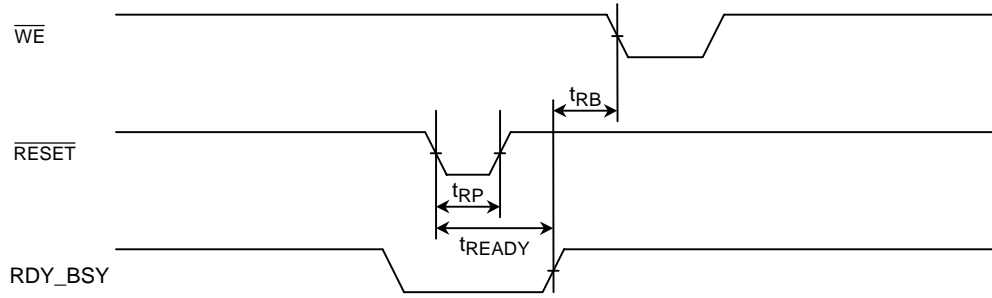 WE
tRB
RESET
tRP
tREADY
RDY_BSY